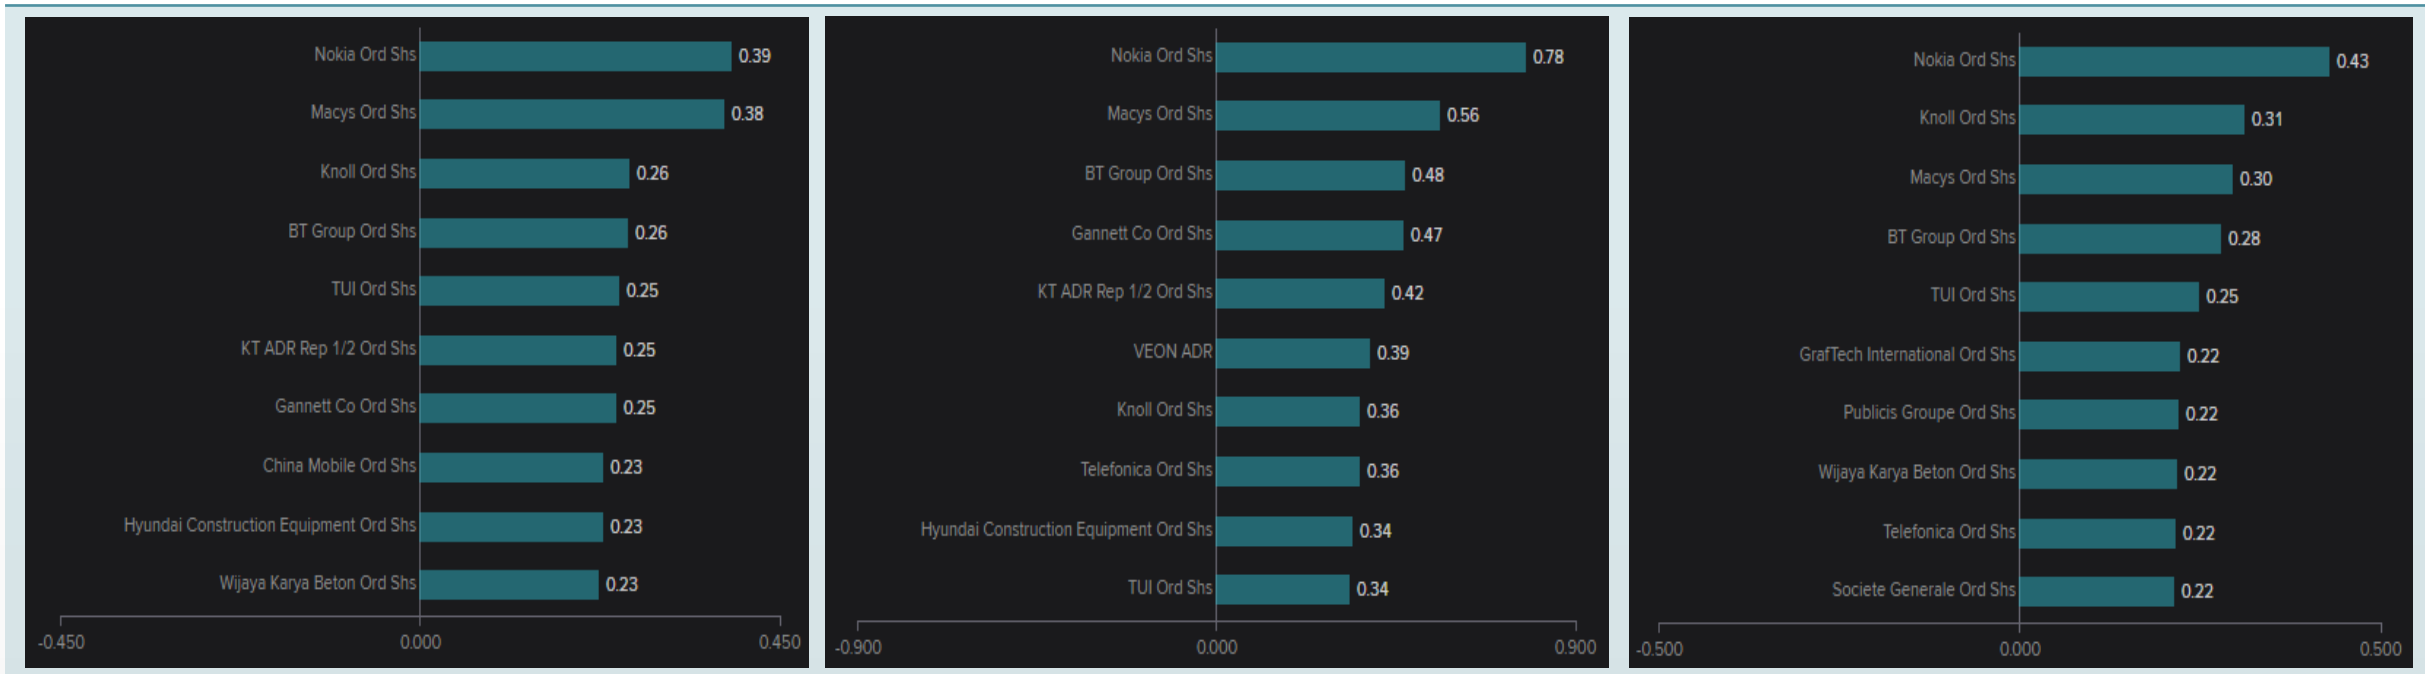 Nokia Ord Shs 0.39
Macys Ord Shs 0.38
Knoll Ord Shs 0.26
BT Group Ord Shs 0.26
TUI Ord Shs 0.25
KT ADR Rep 1/2 Ord Shs 0.25
Gannett Co Ord Shs 0.25
China Mobile Ord Shs 0.23
Hyundai Construction Equipment Ord Shs 0.23
Wijaya Karya Beton Ord Shs 0.23
-0.450 0.000 0.450
Nokia Ord Shs 0.78
Macys Ord Shs 0.56
BT Group Ord Shs 0.48
Gannett Co Ord Shs 0.47
KT ADR Rep 1/2 Ord Shs 0.42
VEON ADR 0.39
Knoll Ord Shs 0.36
Telefonica Ord Shs 0.36
Hyundai Construction Equipment Ord Shs 0.34
TUI Ord Shs 0.34
-0.900 0.000 0.900
Nokia Ord Shs 0.43
Knoll Ord Shs 0.31
Macys Ord Shs 0.30
BT Group Ord Shs 0.28
TUI Ord Shs 0.25
GrafTech International Ord Shs 0.22
Publicis Groupe Ord Shs 0.22
Wijaya Karya Beton Ord Shs 0.22
Telefonica Ord Shs 0.22
Societe Generale Ord Shs 0.22
-0.500 0.000 0.500